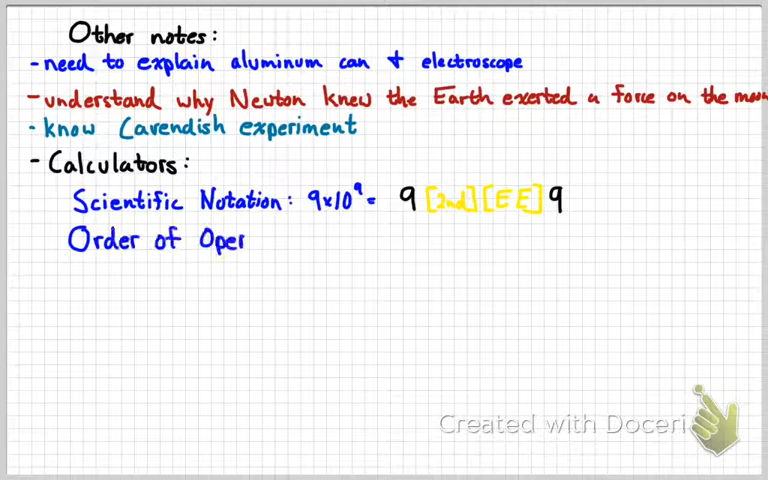 Other notes:
- need to explain aluminum can + electroscope
- understand why Newton knew the Earth exerted a force on the moon
- know Cavendish experiment
- Calculators:
Scientific Notation: 9x10⁹ = 9 [2nd] [EE] 9
Order of Oper
Created with Doceri